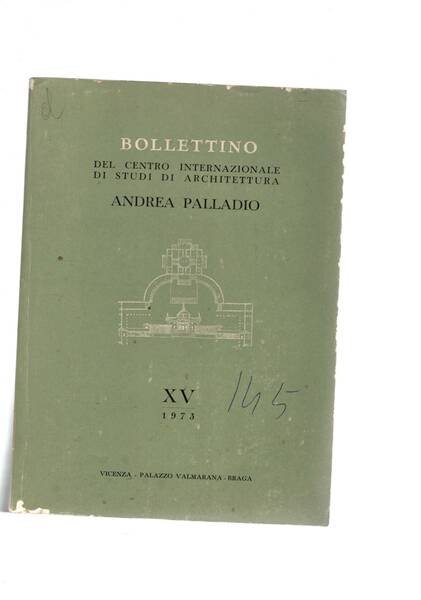 d
BOLLETTINO
DEL CENTRO INTERNAZIONALE
DI STUDI DI ARCHITETTURA
ANDREA PALLADIO
XV
1973
145
VICENZA - PALAZZO VALMARANA - BRAGA